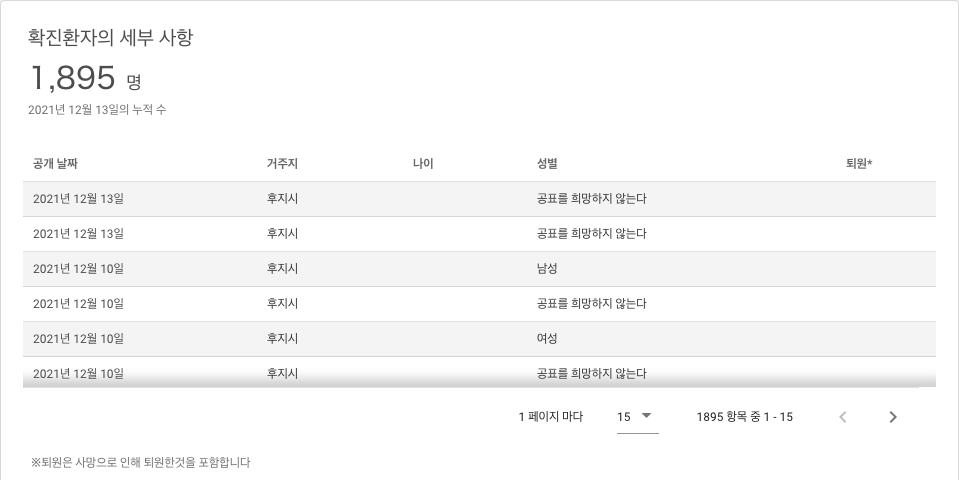 확진환자의 세부 사항
1,895 명
2021년 12월 13일의 누적 수
공개 날짜 거주지 나이 성별 퇴원*
2021년 12월 13일 후지시 공표를 희망하지 않는다
2021년 12월 13일 후지시 공표를 희망하지 않는다
2021년 12월 10일 후지시 남성
2021년 12월 10일 후지시 공표를 희망하지 않는다
2021년 12월 10일 후지시 여성
2021년 12월 10일 후지시 공표를 희망하지 않는다
1 페이지 마다 15 1895 항목 중 1 - 15
※퇴원은 사망으로 인해 퇴원한것을 포함합니다